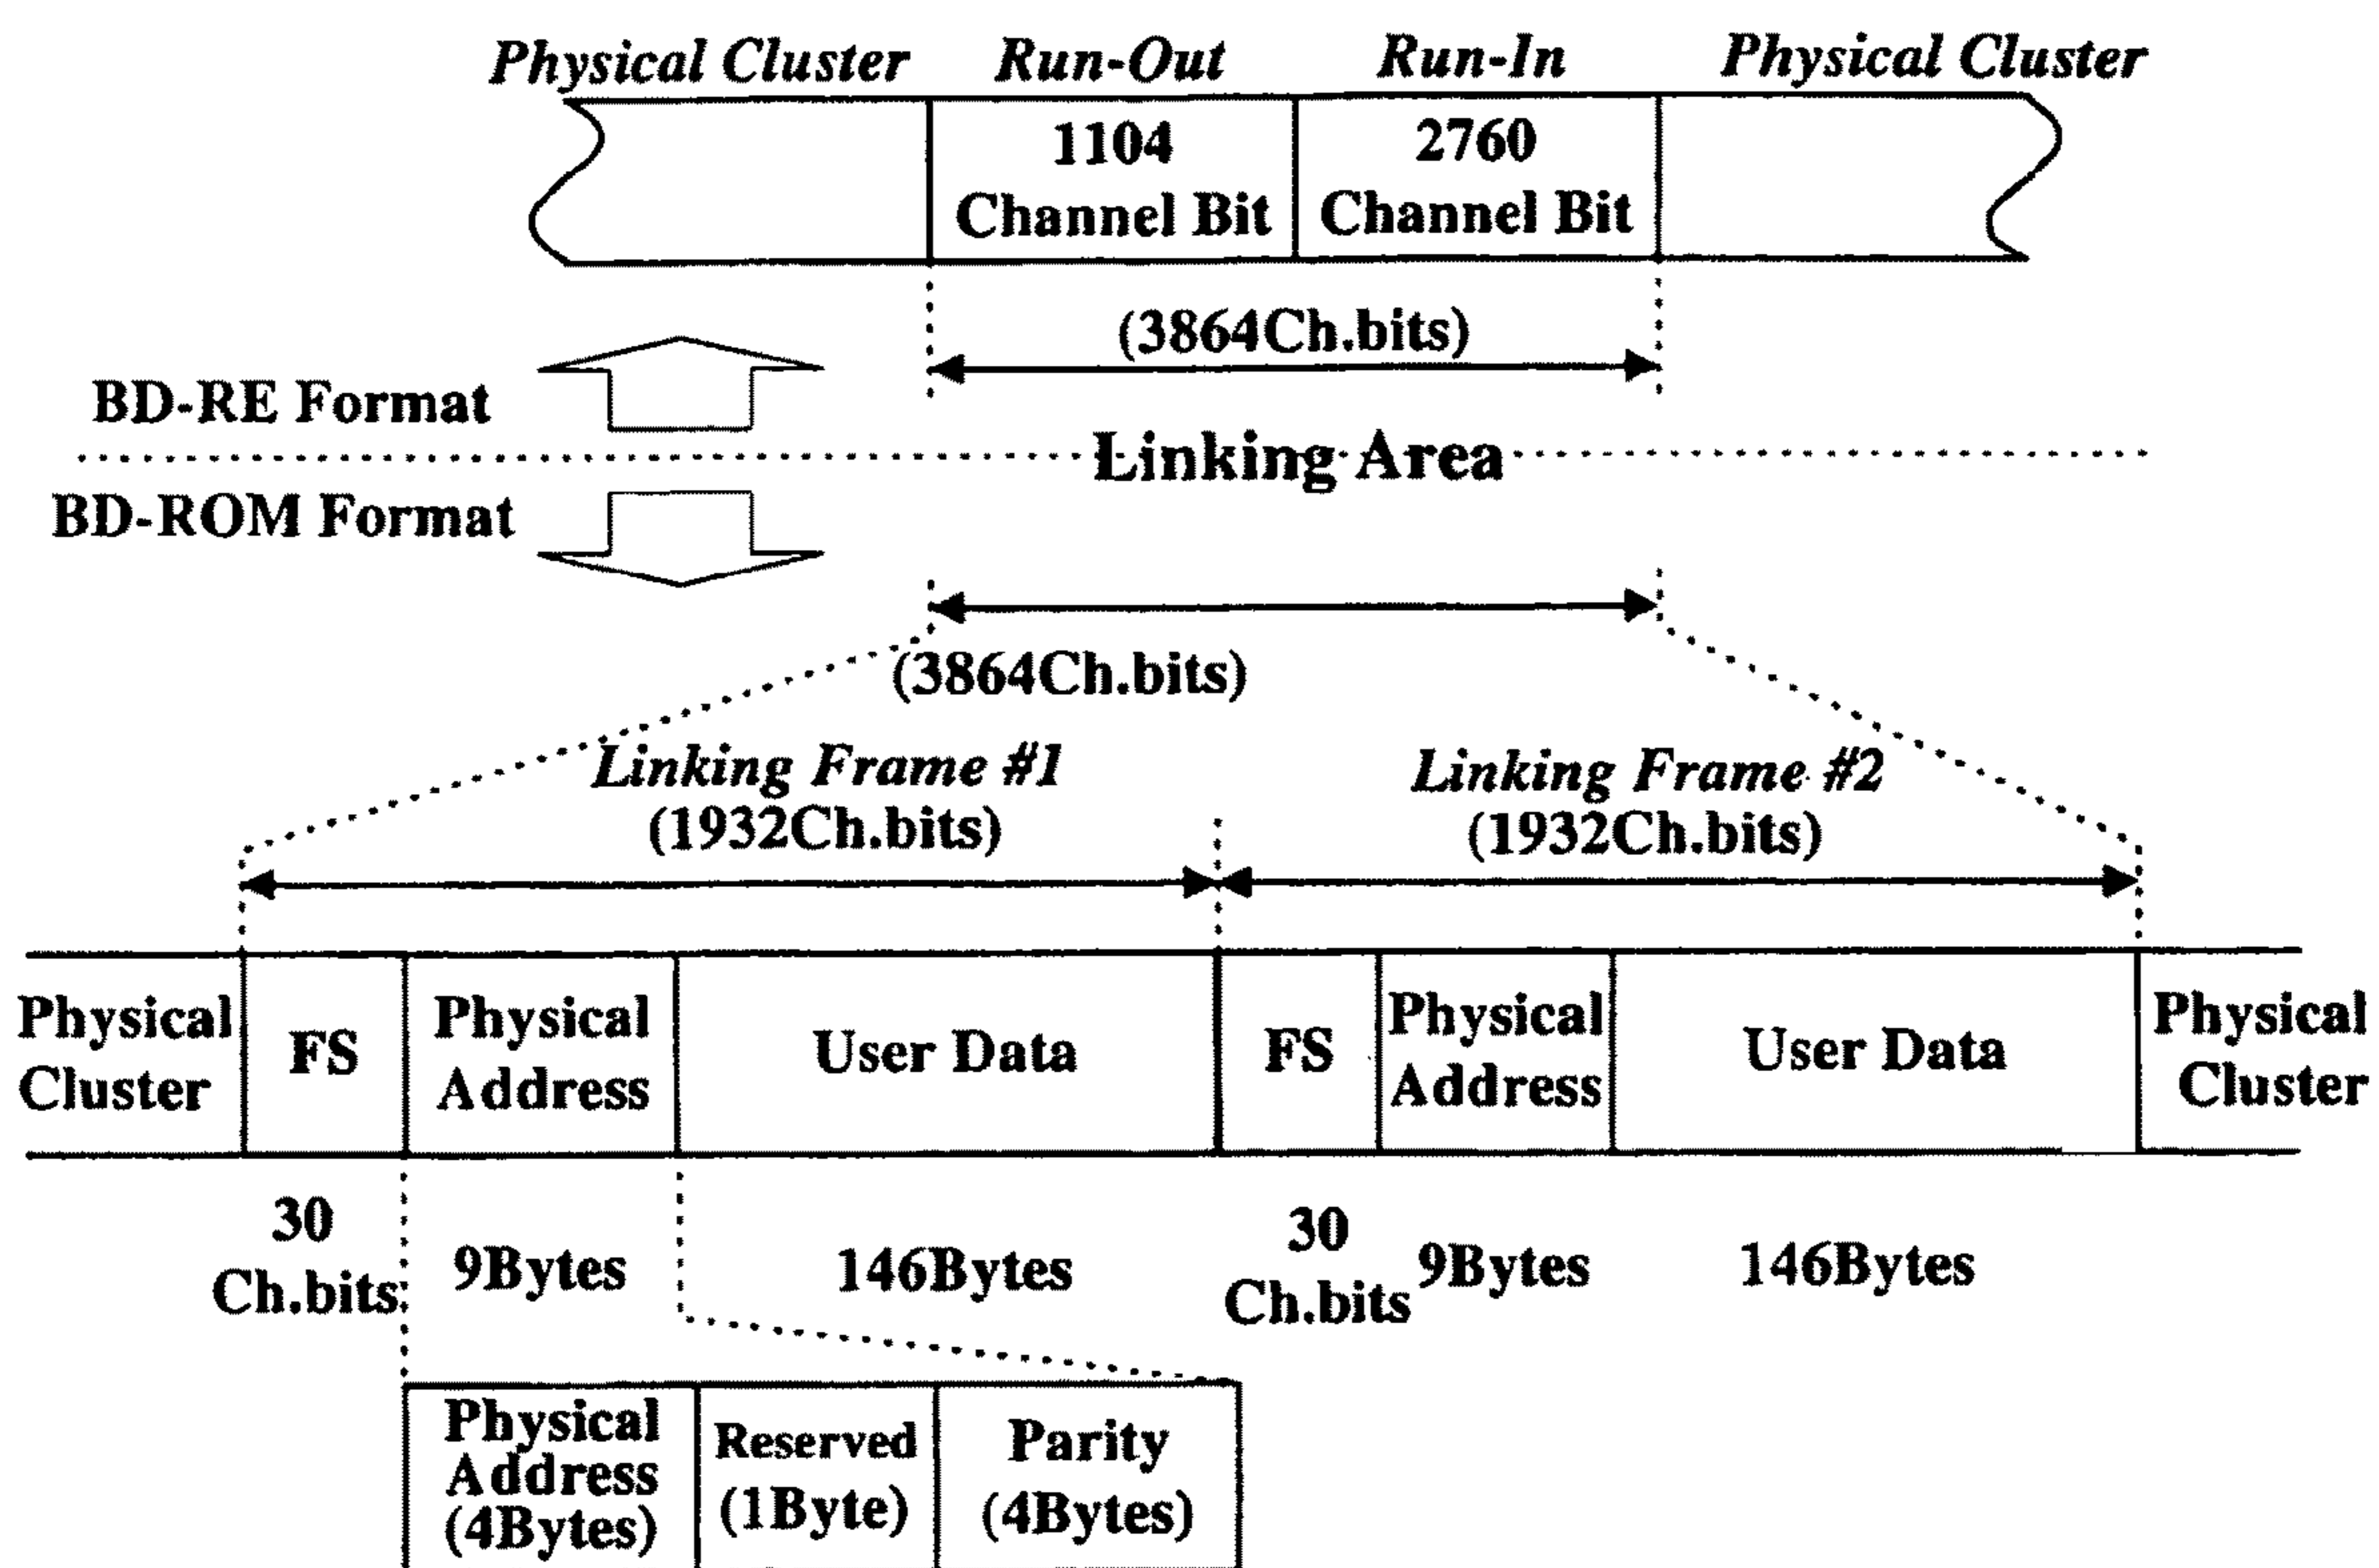 Physical Cluster Run-Out Run-In Physical Cluster
1104 Channel Bit
2760 Channel Bit
(3864Ch.bits)
BD-RE Format
Linking Area
BD-ROM Format
(3864Ch.bits)
Linking Frame #1
(1932Ch.bits)
Linking Frame #2
(1932Ch.bits)
Physical Cluster
FS
Physical Address
User Data
FS
Physical Address
User Data
Physical Cluster
30 Ch.bits
9Bytes
146Bytes
30 Ch.bits
9Bytes
146Bytes
Physical Address (4Bytes)
Reserved (1Byte)
Parity (4Bytes)